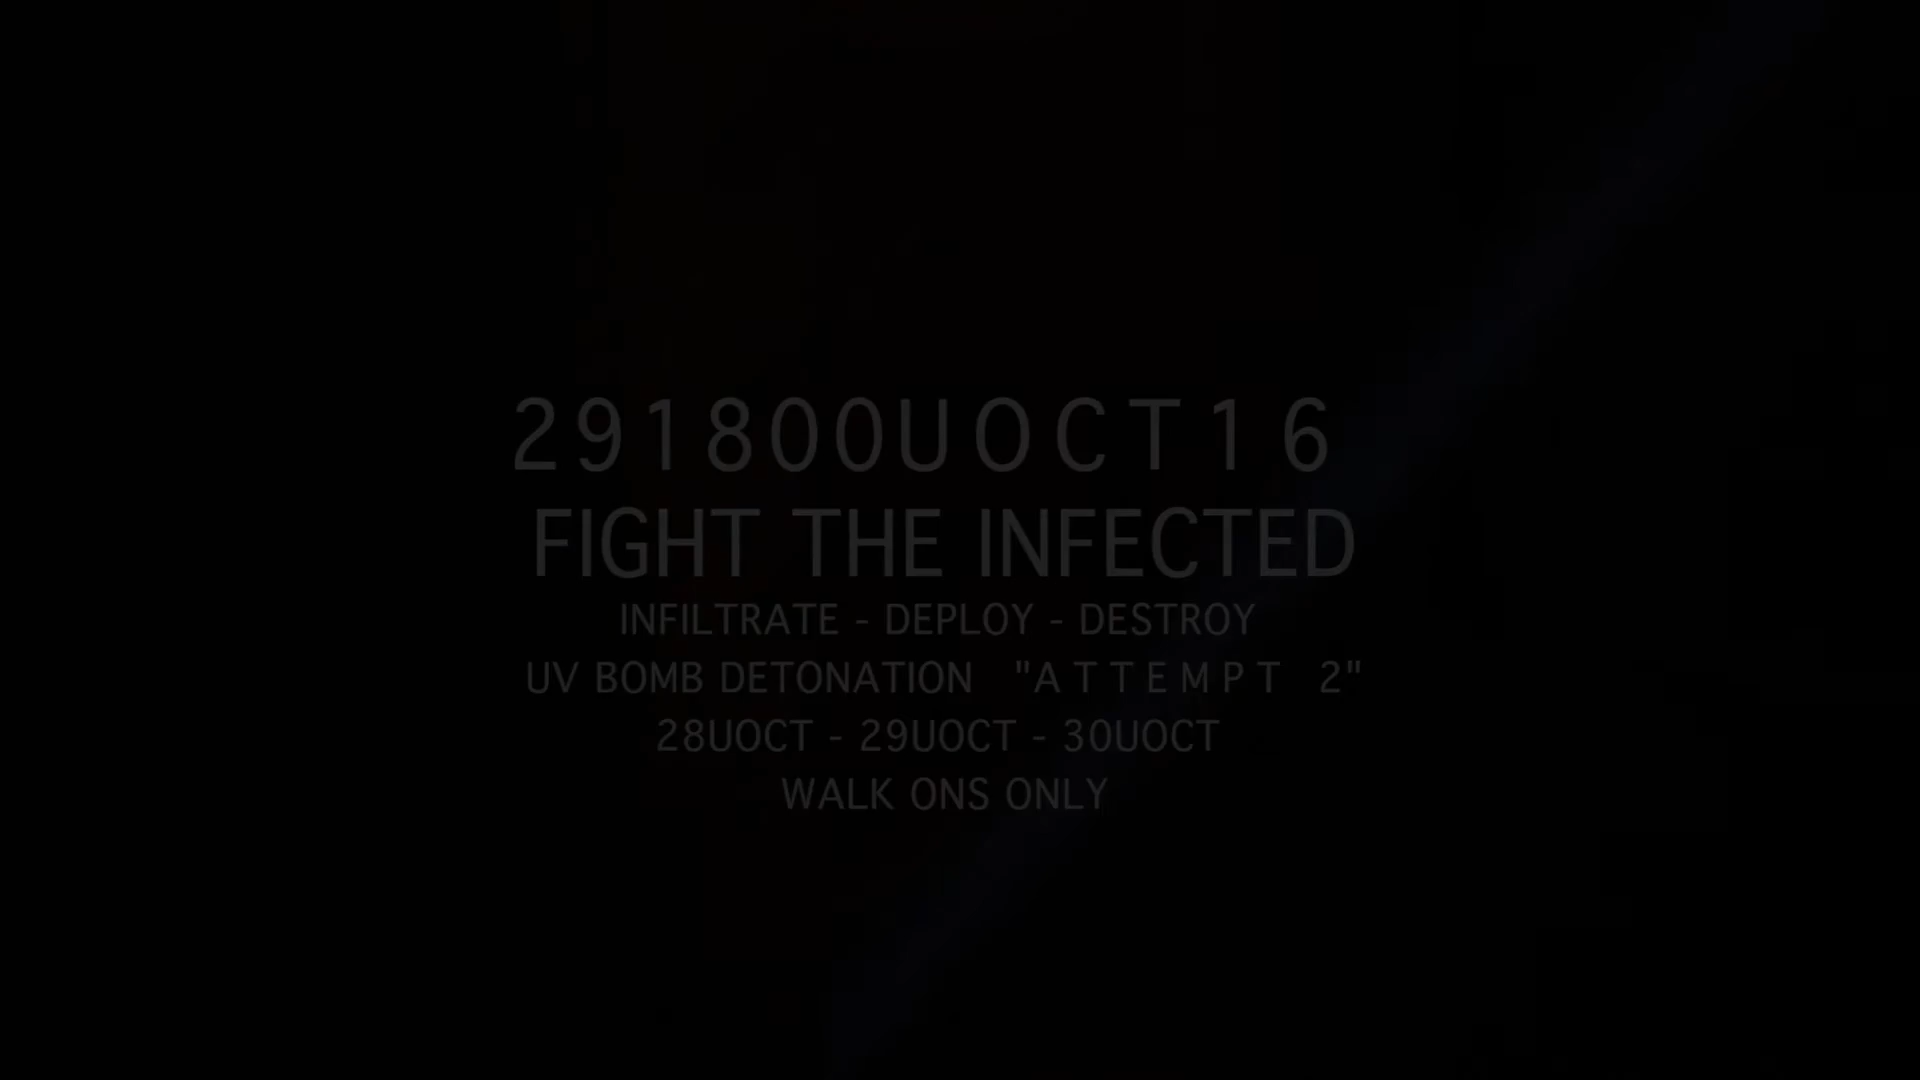 291800UOCT16
FIGHT THE INFECTED
INFILTRATE - DEPLOY - DESTROY
UV BOMB DETONATION "ATTEMPT 2"
28UOCT - 29UOCT - 30UOCT
WALK ONS ONLY